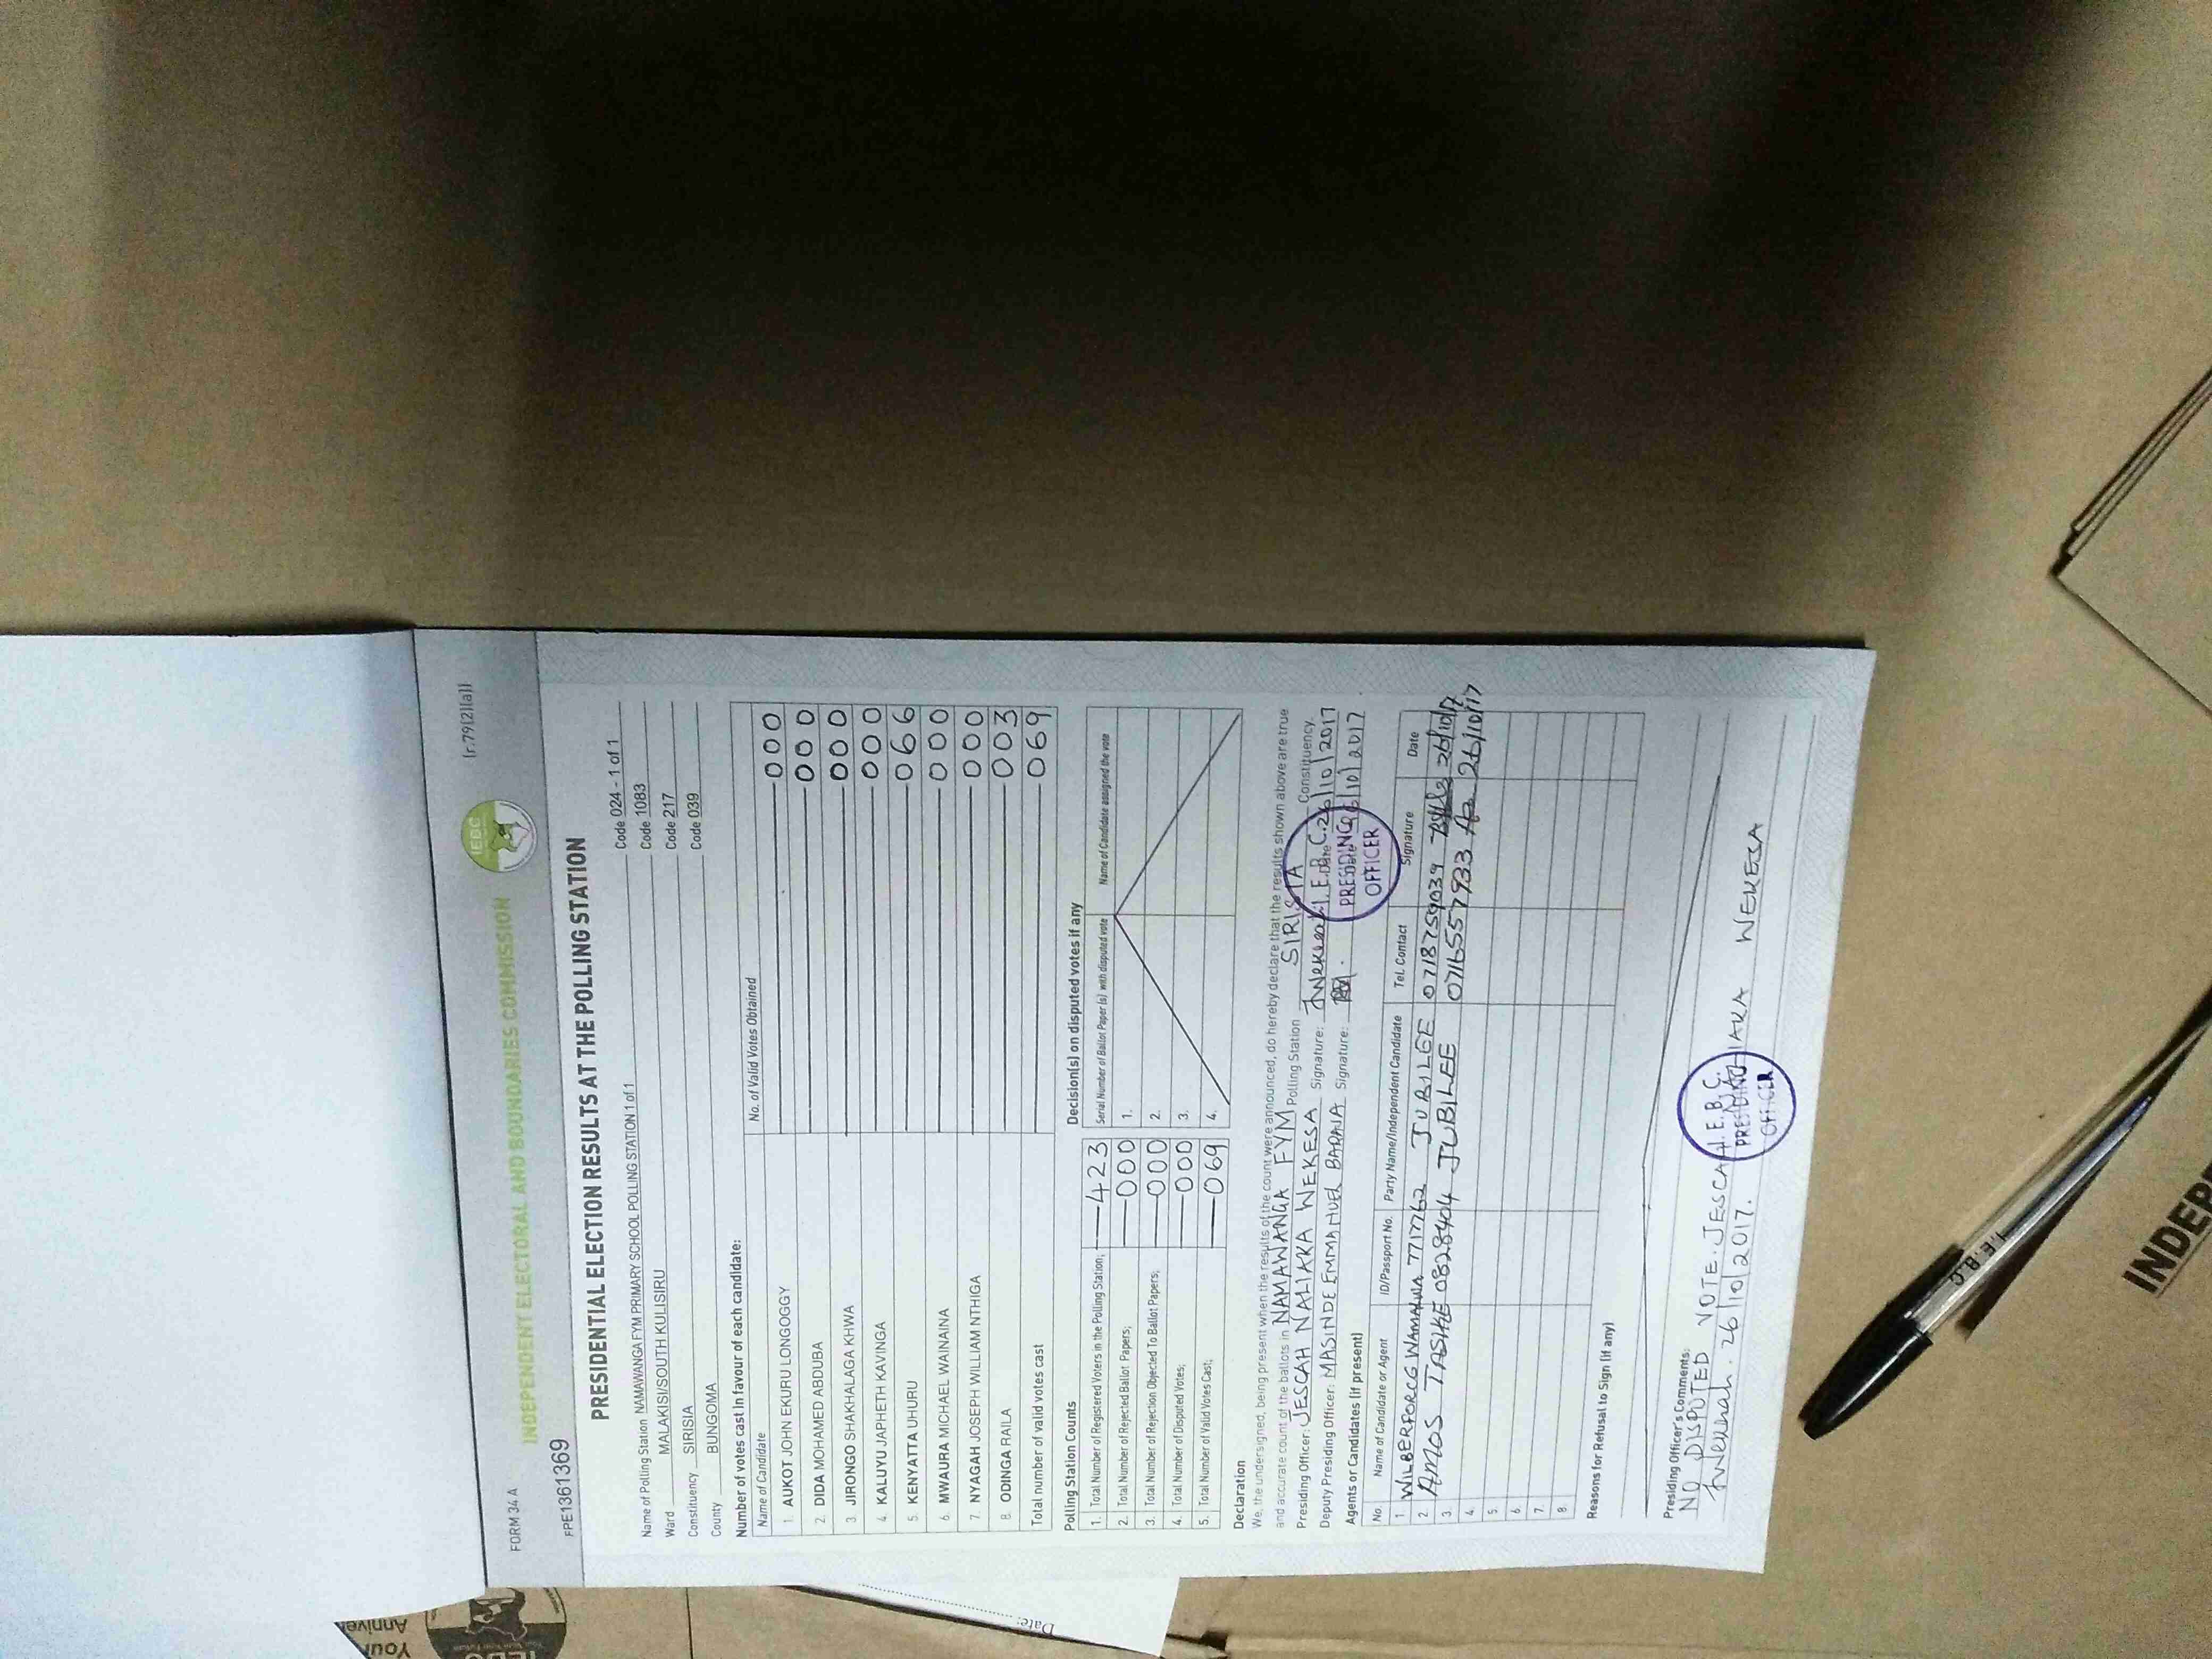 FORM 34 A
(r.79(2)(a))
IEBC
INDEPENDENT ELECTORAL AND BOUNDARIES COMMISSION
FPE1361369
PRESIDENTIAL ELECTION RESULTS AT THE POLLING STATION
Name of Polling Station NAMAWANGA FYM PRIMARY SCHOOL POLLING STATION 1 of 1 Code 024 - 1 of 1
Ward MALAKISI/SOUTH KULISIRU Code 1083
Constituency SIRISIA Code 217
County BUNGOMA Code 039
Number of votes cast in favour of each candidate:
Name of Candidate No. of Valid Votes Obtained
1. AUKOT JOHN EKURU LONGOGGY 000
2. DIDA MOHAMED ABDUBA 000
3. JIRONGO SHAKHALAGA KHWA 000
4. KALUYU JAPHETH KAVINGA 000
5. KENYATTA UHURU 066
6. MWAURA MICHAEL WAINAINA 000
7. NYAGAH JOSEPH WILLIAM NTHIGA 000
8. ODINGA RAILA 003
Total number of valid votes cast 069
Polling Station Counts
1. Total Number of Registered Voters in the Polling Station; 423
2. Total Number of Rejected Ballot Papers; 000
3. Total Number of Rejection Objected To Ballot Papers; 000
4. Total Number of Disputed Votes; 000
5. Total Number of Valid Votes Cast; 069
Decision(s) on disputed votes if any
Serial Number of Ballot Paper (s) with disputed vote Name of Candidate assigned the vote
1.
2.
3.
4.
Declaration
We, the undersigned, being present when the results of the count were announced, do hereby declare that the results shown above are true
and accurate count of the ballots in NAMAWANGA FYM Polling Station SIRISIA Constituency.
Presiding Officer: JESCAH NALIAKA WEKESA Signature: Date 26/10/2017
Deputy Presiding Officer: MASINDE EMMANUEL BARAJA Signature: Date 26/10/2017
I.E.B.C.
PRESIDING
OFFICER
Agents or Candidates (if present)
No. Name of Candidate or Agent ID/Passport No. Party Name/Independent Candidate Tel. Contact Signature Date
1 WILBERFORCE WAMALWA 7717762 JUBILEE 0718759039 26/10/17
2. AMOS TASIKE 0828404 JUBILEE 0716557933 26/10/17
3.
4.
5.
6
7.
8.
Reasons for Refusal to Sign (if any)
Presiding Officer's Comments:
NO DISPUTED VOTE. JESCAH NALIAKA WEKESA
26/10/2017.
I.E.B.C.
PRESIDING
OFFICER
Date:
I.E.B.C
INDEPE
Your
Anniver